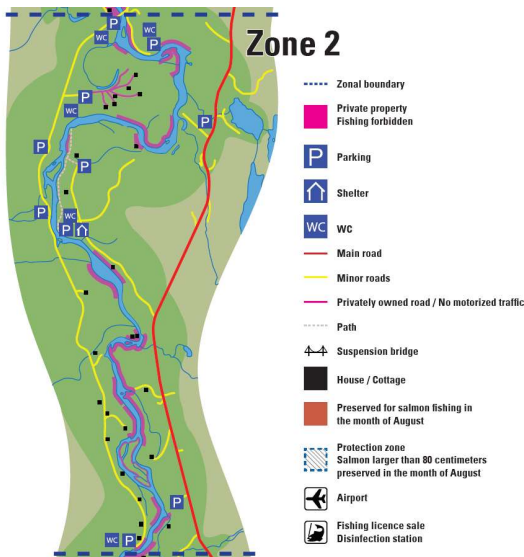 Zone 2
P
WC
WC
P
P
WC
P
P
P
P
WC
P
P
WC
P
Zonal boundary
Private property
Fishing forbidden
P
Parking
Shelter
WC
WC
Main road
Minor roads
Privately owned road / No motorized traffic
Path
Suspension bridge
House / Cottage
Preserved for salmon fishing in
the month of August
Protection zone
Salmon larger than 80 centimeters
preserved in the month of August
Airport
Fishing licence sale
Disinfection station